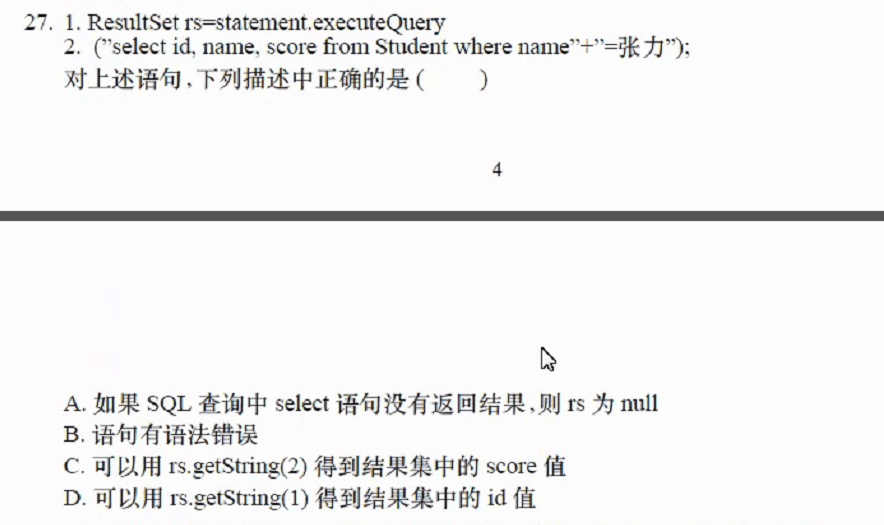 27. 1. ResultSet rs=statement.executeQuery
2. (”select id, name, score from Student where name”+”=张力”);
对上述语句,下列描述中正确的是 ( )
4
A. 如果 SQL 查询中 select 语句没有返回结果,则 rs 为 null
B. 语句有语法错误
C. 可以用 rs.getString(2) 得到结果集中的 score 值
D. 可以用 rs.getString(1) 得到结果集中的 id 值